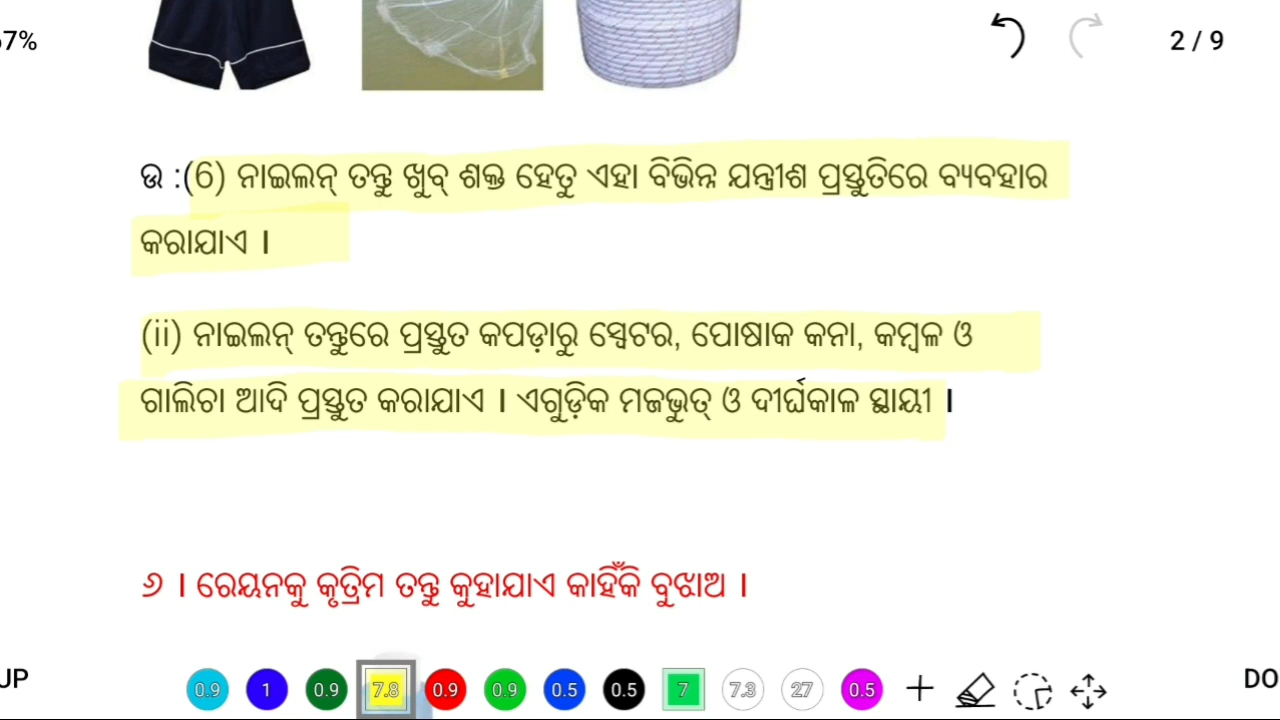 67%
2 / 9
ଉ :(6) ନାଇଲନ୍ ତନ୍ତୁ ଖୁବ୍ ଶକ୍ତ ହେତୁ ଏହା ବିଭିନ୍ନ ଯନ୍ତ୍ରୀଶ ପ୍ରସ୍ତୁତିରେ ବ୍ୟବହାର
କରାଯାଏ ।
(ii) ନାଇଲନ୍ ତନ୍ତୁରେ ପ୍ରସ୍ତୁତ କପଡ଼ାରୁ ସ୍ୱେଟର, ପୋଷାକ କନା, କମ୍ବଳ ଓ
ଗାଲିଚା ଆଦି ପ୍ରସ୍ତୁତ କରାଯାଏ । ଏଗୁଡ଼ିକ ମଜଭୁତ୍ ଓ ଦୀର୍ଘକାଳ ସ୍ଥାୟୀ ।
୬ । ରେୟନକୁ କୃତ୍ରିମ ତନ୍ତୁ କୁହାଯାଏ କାହିଁକି ବୁଝାଅ ।
UP 0.9 1 0.9 7.8 0.9 0.9 0.5 0.5 7 7.3 27 0.5 DO